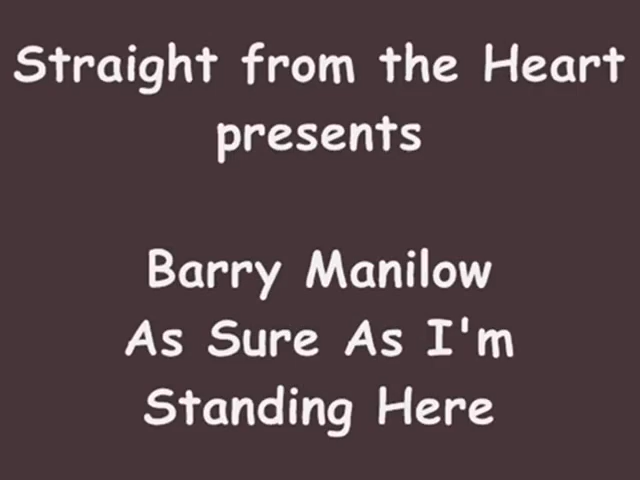 Straight from the Heart
presents
Barry Manilow
As Sure As I'm
Standing Here